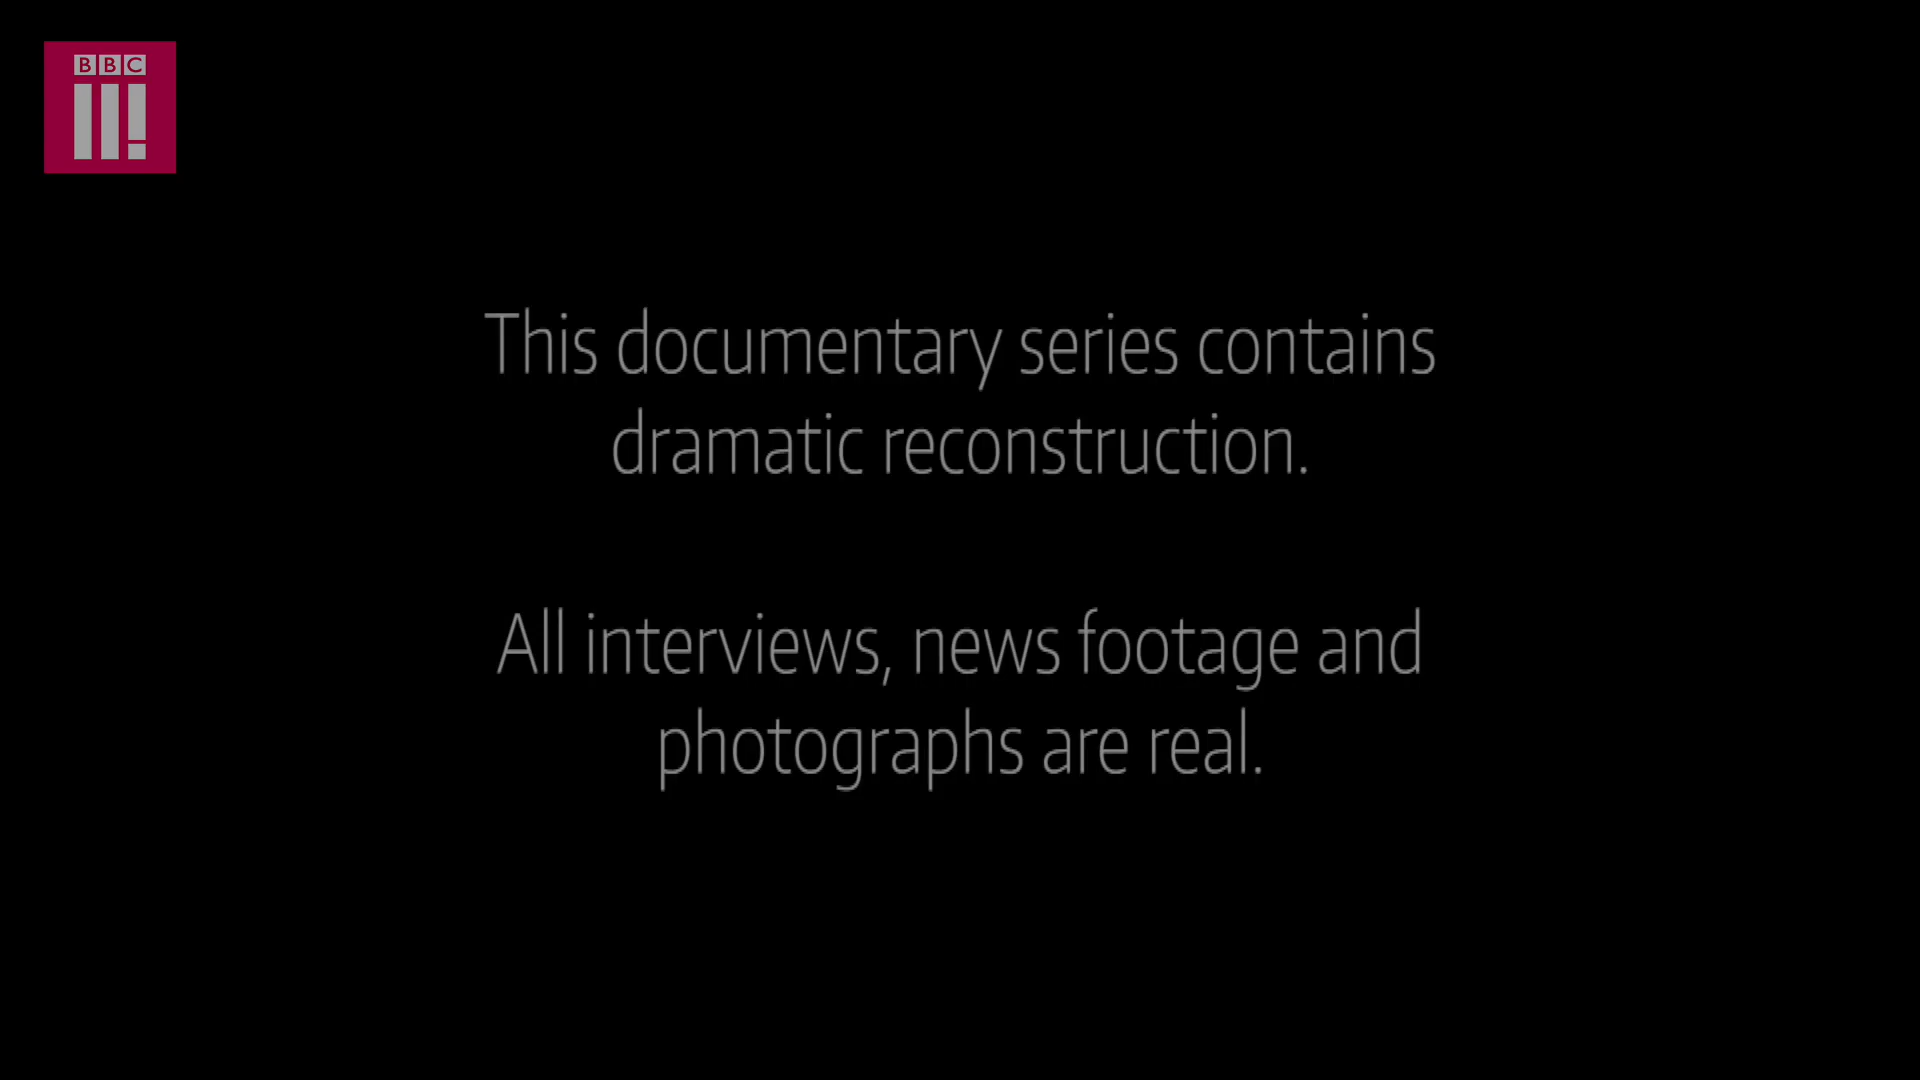 BBC
This documentary series contains
dramatic reconstruction.
All interviews, news footage and
photographs are real.